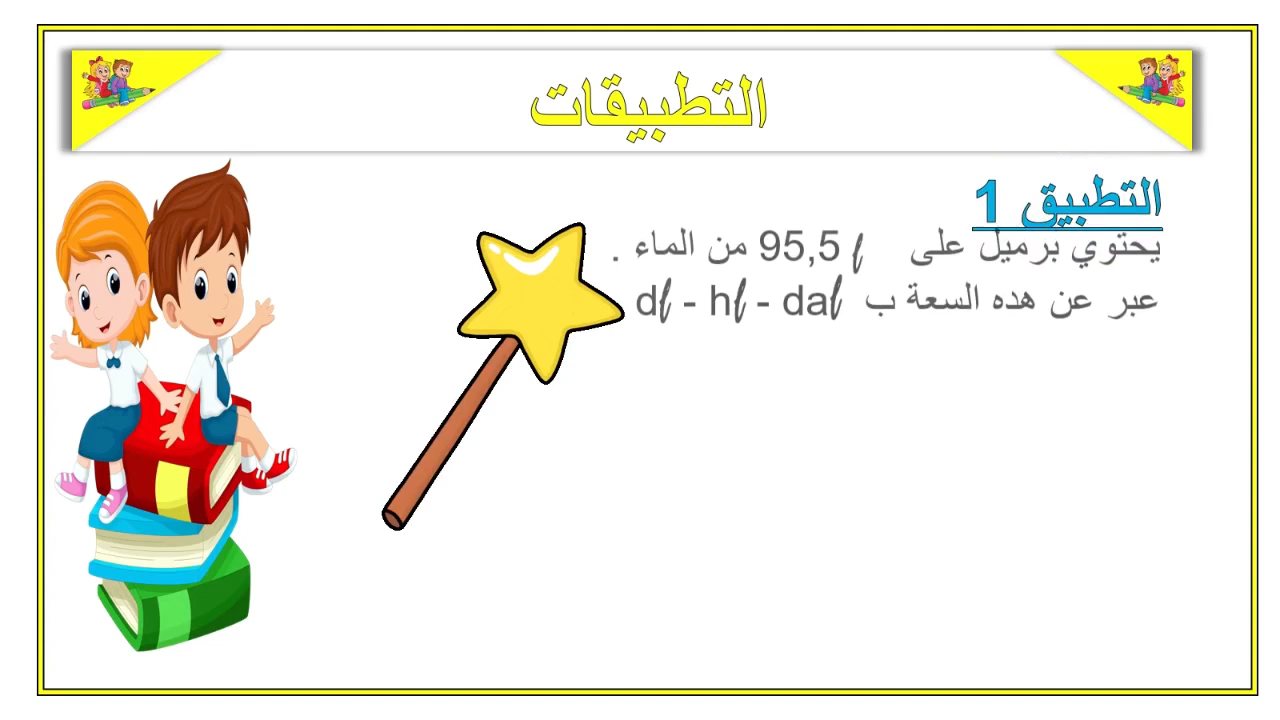 التطبيقات
التطبيق 1
يحتوي برميل على 95,5 l من الماء .
عبر عن هده السعة ب dl - hl - dal